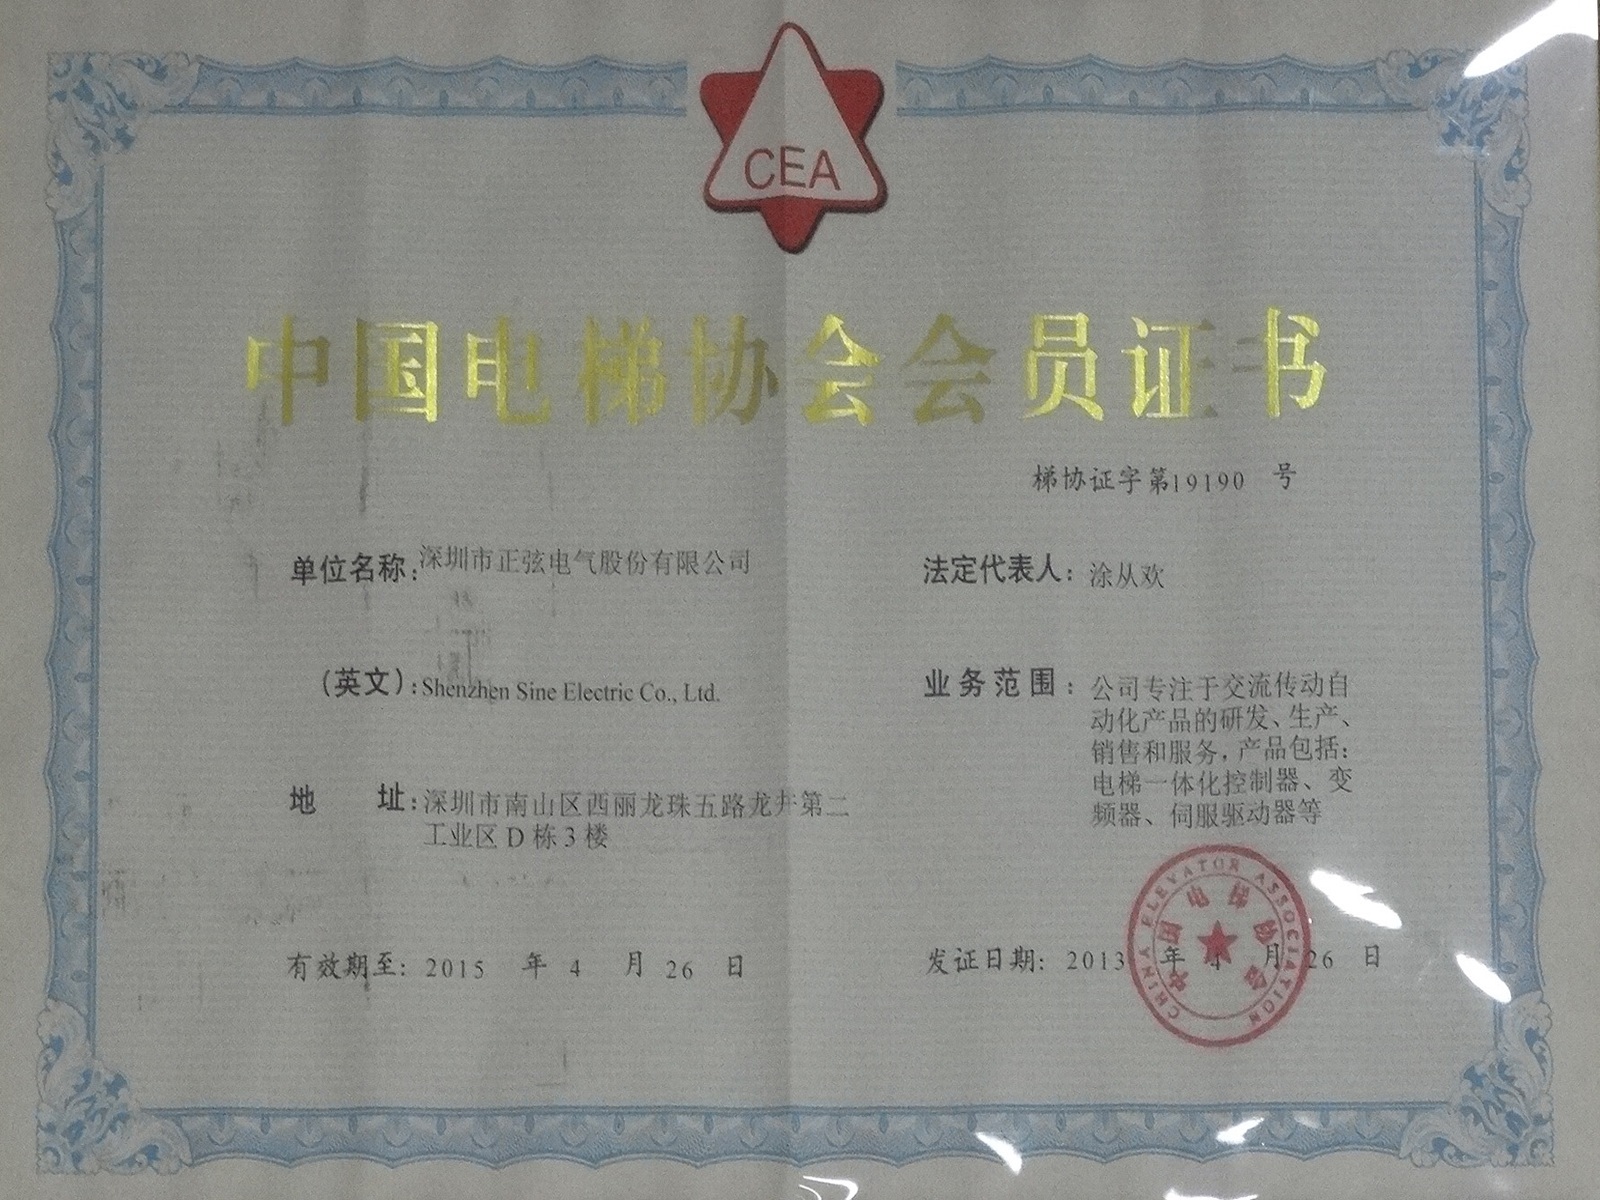 CEA
中国电梯协会会员证书
梯协证字第19190 号
单位名称:深圳市正弦电气股份有限公司
法定代表人: 涂从欢
(英文):Shenzhen Sine Electric Co., Ltd.
业务范围: 公司专注于交流传动自
动化产品的研发、生产、
销售和服务,产品包括:
电梯一体化控制器、变
频器、伺服驱动器等
地 址:深圳市南山区西丽龙珠五路龙井第二
工业区D栋3楼
有效期至: 2015 年 4 月 26 日
发证日期: 2013 年 4 月 26 日
CHINA ELEVATOR ASSOCIATION
中国电梯协会